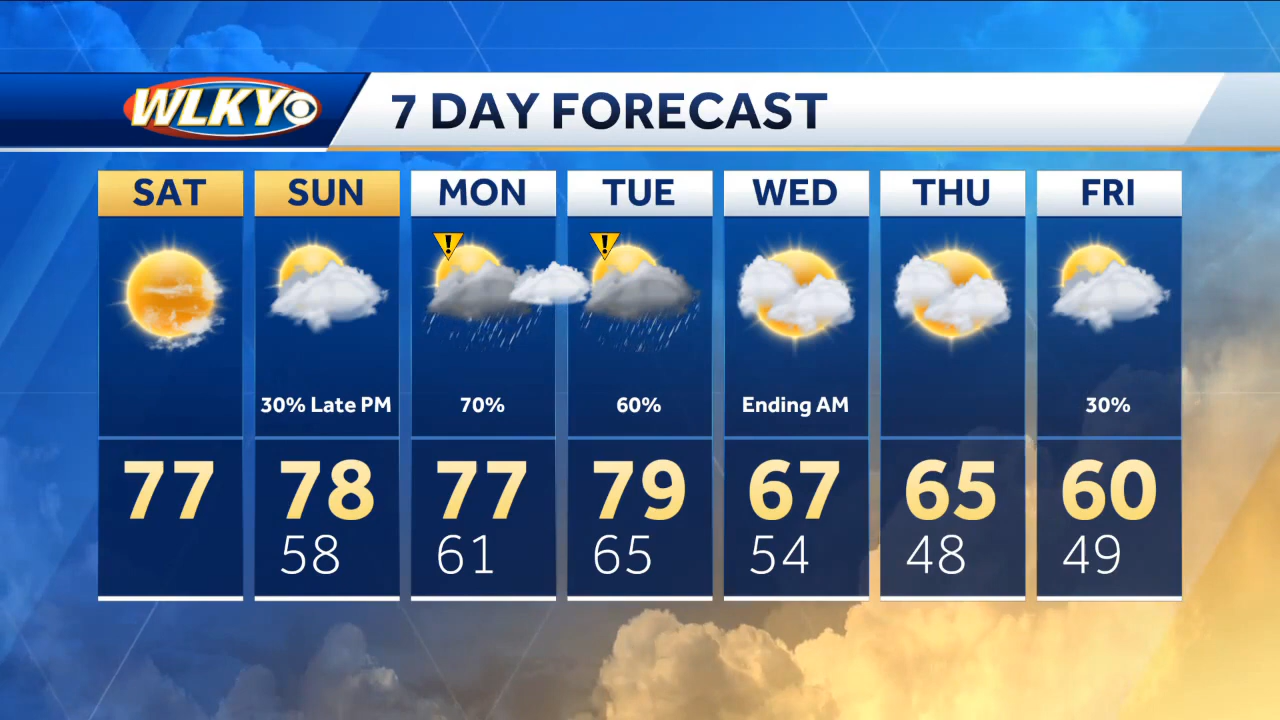 WLKY
7 DAY FORECAST
SAT SUN MON TUE WED THU FRI
! !
30% Late PM 70% 60% Ending AM 30%
77 78 77 79 67 65 60
58 61 65 54 48 49